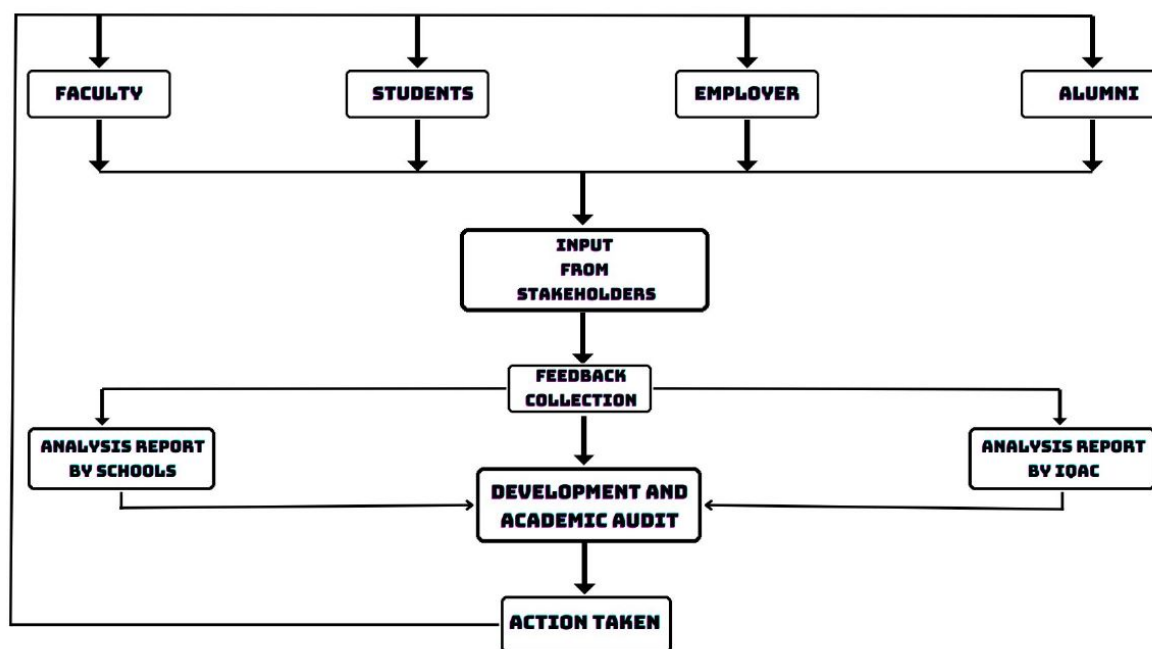 FACULTY
STUDENTS
EMPLOYER
ALUMNI
INPUT
FROM
STAKEHOLDERS
FEEDBACK
COLLECTION
ANALYSIS REPORT
BY SCHOOLS
ANALYSIS REPORT
BY IQAC
DEVELOPMENT AND
ACADEMIC AUDIT
ACTION TAKEN